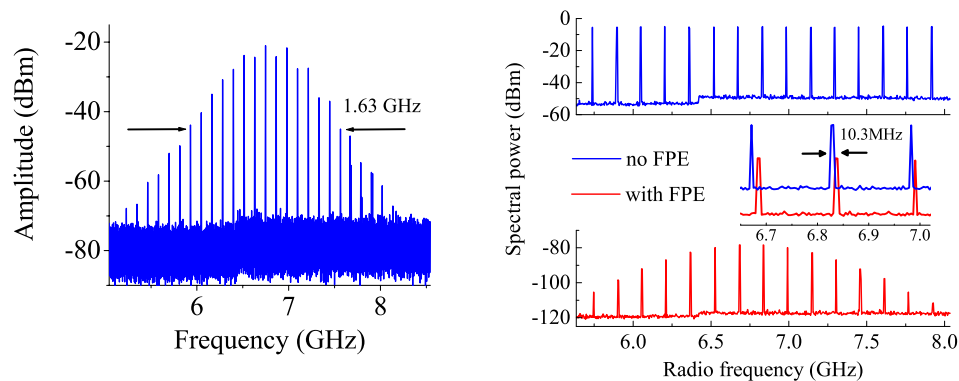 Amplitude (dBm)
-20
-40
-60
-80
1.63 GHz
6
7
8
Frequency (GHz)
Spectral power (dBm)
0
-20
-40
-60
no FPE
with FPE
10.3MHz
6.7
6.8
6.9
7.0
-80
-100
-120
6.0
6.5
7.0
7.5
8.0
Radio frequency (GHz)